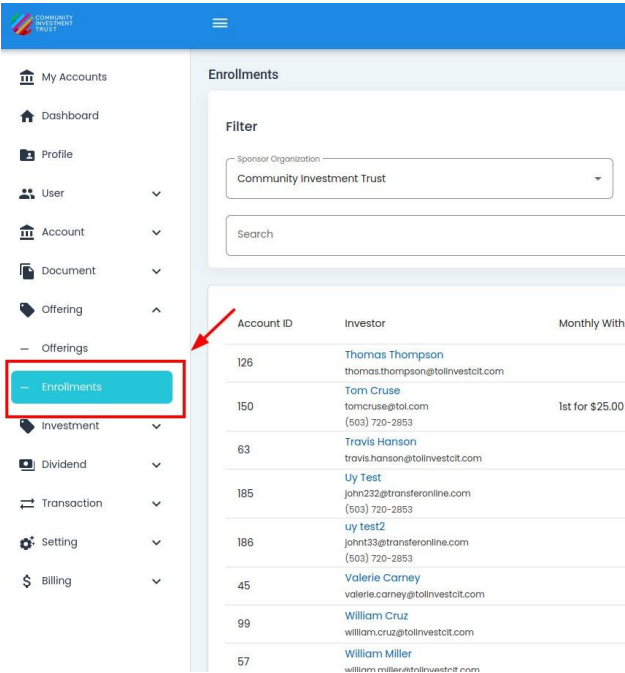 COMMUNITY
INVESTMENT
TRUST
My Accounts
Dashboard
Profile
User
Account
Document
Offering
– Offerings
– Enrollments
Investment
Dividend
Transaction
Setting
Billing
Enrollments
Filter
Sponsor Organization
Community Investment Trust
Search
Account ID Investor Monthly With
126 Thomas Thompson
thomas.thompson@tolinvestcit.com
150 Tom Cruse 1st for $25.00
tomcruse@tol.com
(503) 720-2853
63 Travis Hanson
travis.hanson@tolinvestcit.com
185 Uy Test
john232@transferonline.com
(503) 720-2853
186 uy test2
johnt33@transferonline.com
(503) 720-2853
45 Valerie Carney
valerie.carney@tolinvestcit.com
99 William Cruz
william.cruz@tolinvestcit.com
57 William Miller
william.miller@tolinvestcit.com